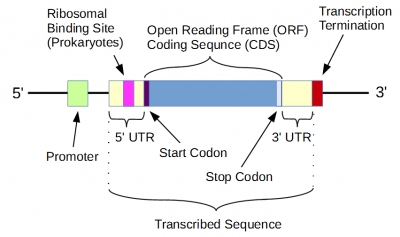 Ribosomal
Binding Site
(Prokaryotes)
Open Reading Frame (ORF)
Coding Sequnce (CDS)
Transcription
Termination
5'
3'
5' UTR
3' UTR
Promoter
Start Codon
Stop Codon
Transcribed Sequence